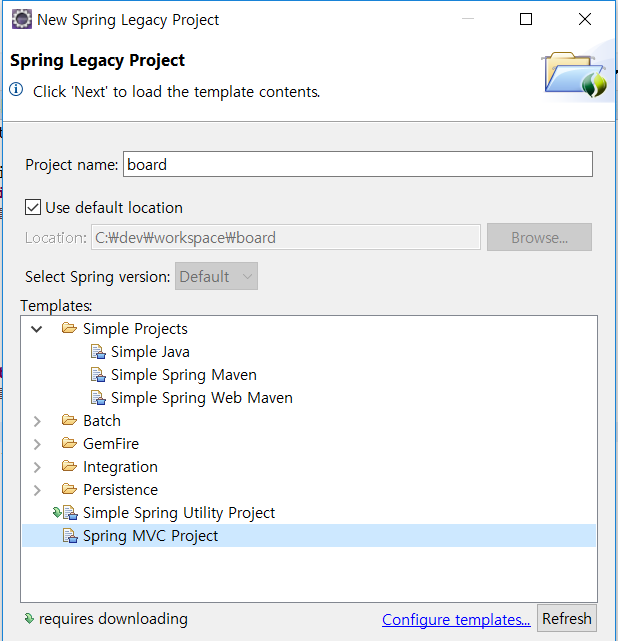 New Spring Legacy Project
Spring Legacy Project
Click 'Next' to load the template contents.
Project name: board
Use default location
Location: C:₩dev₩workspace₩board Browse...
Select Spring version: Default
Templates:
Simple Projects
Simple Java
Simple Spring Maven
Simple Spring Web Maven
Batch
GemFire
Integration
Persistence
Simple Spring Utility Project
Spring MVC Project
requires downloading Configure templates... Refresh